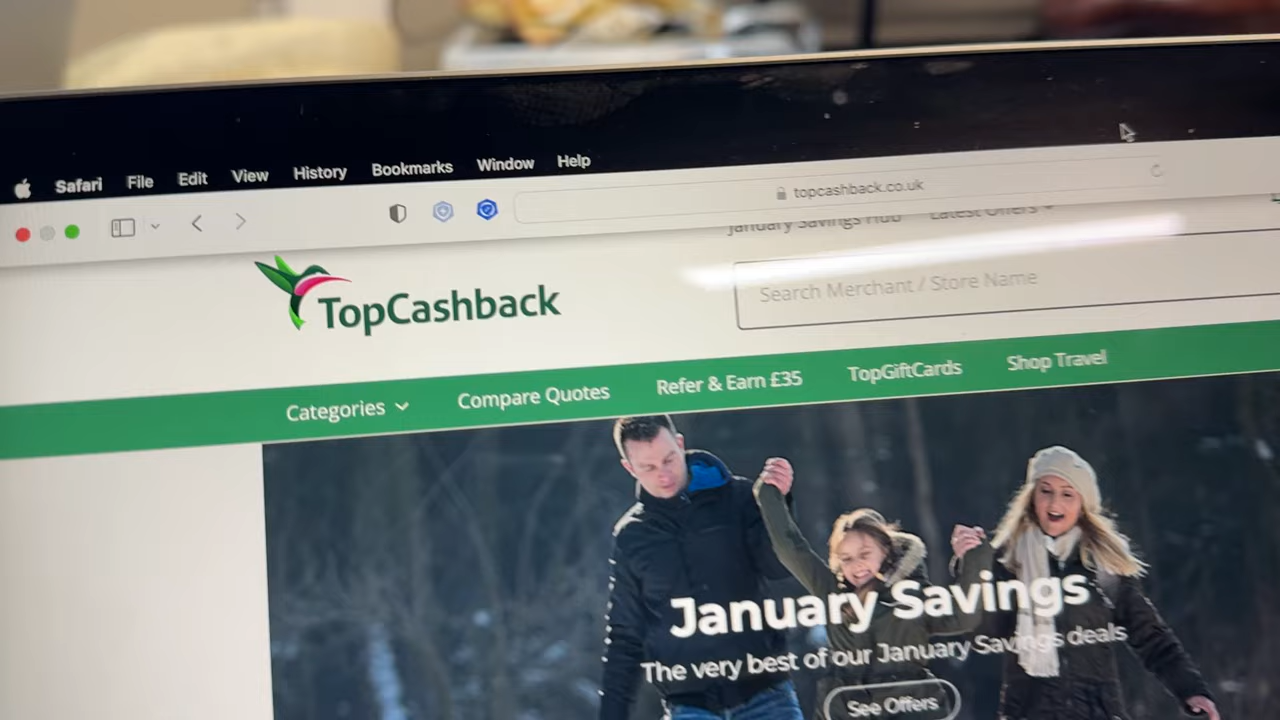 Safari File Edit View History Bookmarks Window Help
topcashback.co.uk
January Savings Hub Latest Offers
TopCashback
Search Merchant / Store Name
Categories Compare Quotes Refer & Earn £35 TopGiftCards Shop Travel
January Savings
The very best of our January Savings deals
See Offers